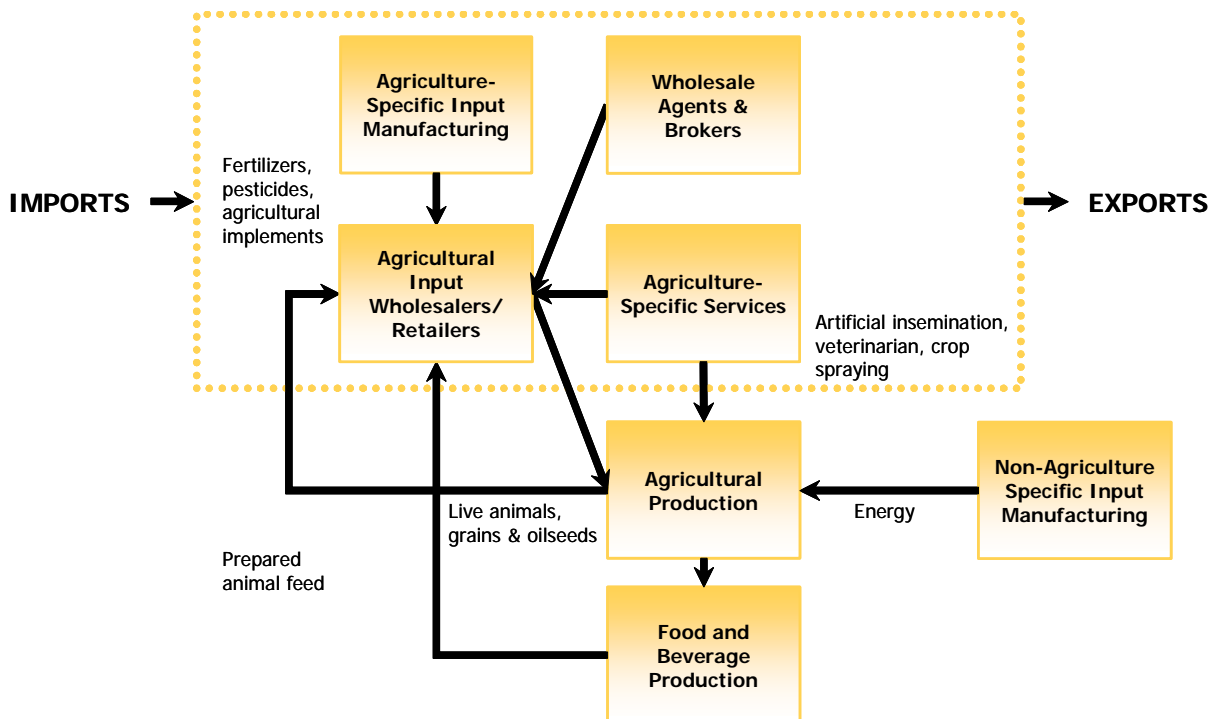 Agriculture-
Specific Input
Manufacturing
Wholesale
Agents &
Brokers
Fertilizers,
pesticides,
agricultural
implements
IMPORTS
EXPORTS
Agricultural
Input
Wholesalers/
Retailers
Agriculture-
Specific Services
Artificial insemination,
veterinarian, crop
spraying
Agricultural
Production
Non-Agriculture
Specific Input
Manufacturing
Live animals,
grains & oilseeds
Energy
Prepared
animal feed
Food and
Beverage
Production